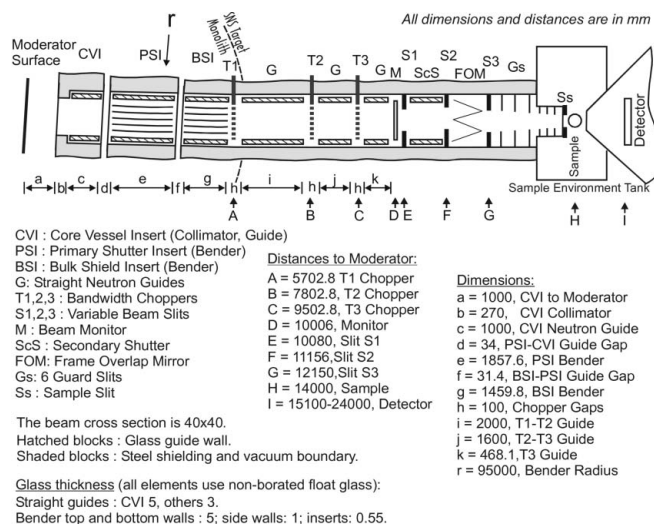 r
All dimensions and distances are in mm
SNS Target
Monolith
Moderator
Surface
CVI
PSI
BSI
T1
G
T2
G
T3
G
M
S1
ScS
S2
FOM
S3
Gs
Ss
Sample
Detector
Sample Environment Tank
a
b
c
d
e
f
g
h
i
h
j
h
k
A
B
C
D
E
F
G
H
I
CVI : Core Vessel Insert (Collimator, Guide)
PSI : Primary Shutter Insert (Bender)
BSI : Bulk Shield Insert (Bender)
G: Straight Neutron Guides
T1,2,3 : Bandwidth Choppers
S1,2,3 : Variable Beam Slits
M : Beam Monitor
ScS : Secondary Shutter
FOM: Frame Overlap Mirror
Gs: 6 Guard Slits
Ss : Sample Slit
Distances to Moderator:
A = 5702.8 T1 Chopper
B = 7802.8, T2 Chopper
C = 9502.8, T3 Chopper
D = 10006, Monitor
E = 10080, Slit S1
F = 11156,Slit S2
G = 12150,Slit S3
H = 14000, Sample
I = 15100-24000, Detector
Dimensions:
a = 1000, CVI to Moderator
b = 270, CVI Collimator
c = 1000, CVI Neutron Guide
d = 34, PSI-CVI Guide Gap
e = 1857.6, PSI Bender
f = 31.4, BSI-PSI Guide Gap
g = 1459.8, BSI Bender
h = 100, Chopper Gaps
i = 2000, T1-T2 Guide
j = 1600, T2-T3 Guide
k = 468.1,T3 Guide
r = 95000, Bender Radius
The beam cross section is 40x40.
Hatched blocks : Glass guide wall.
Shaded blocks : Steel shielding and vacuum boundary.
Glass thickness (all elements use non-borated float glass):
Straight guides : CVI 5, others 3.
Bender top and bottom walls : 5; side walls: 1; inserts: 0.55.